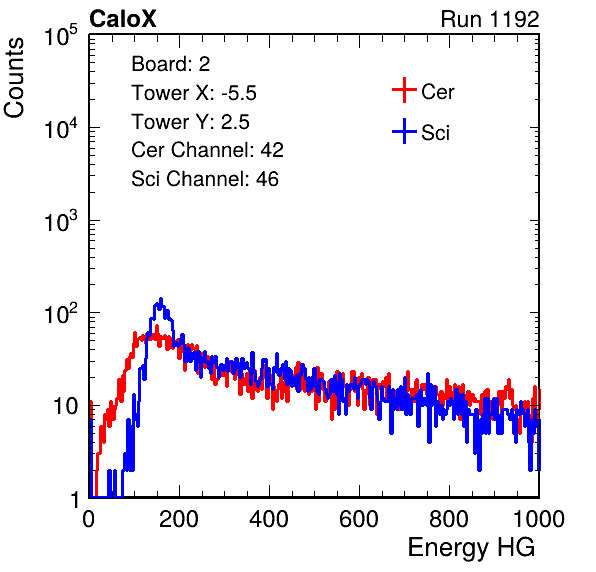 CaloX Run 1192
Counts
Board: 2
Tower X: -5.5
Tower Y: 2.5
Cer Channel: 42
Sci Channel: 46
Cer
Sci
10^5
10^4
10^3
10^2
10
1
0 200 400 600 800 1000
Energy HG